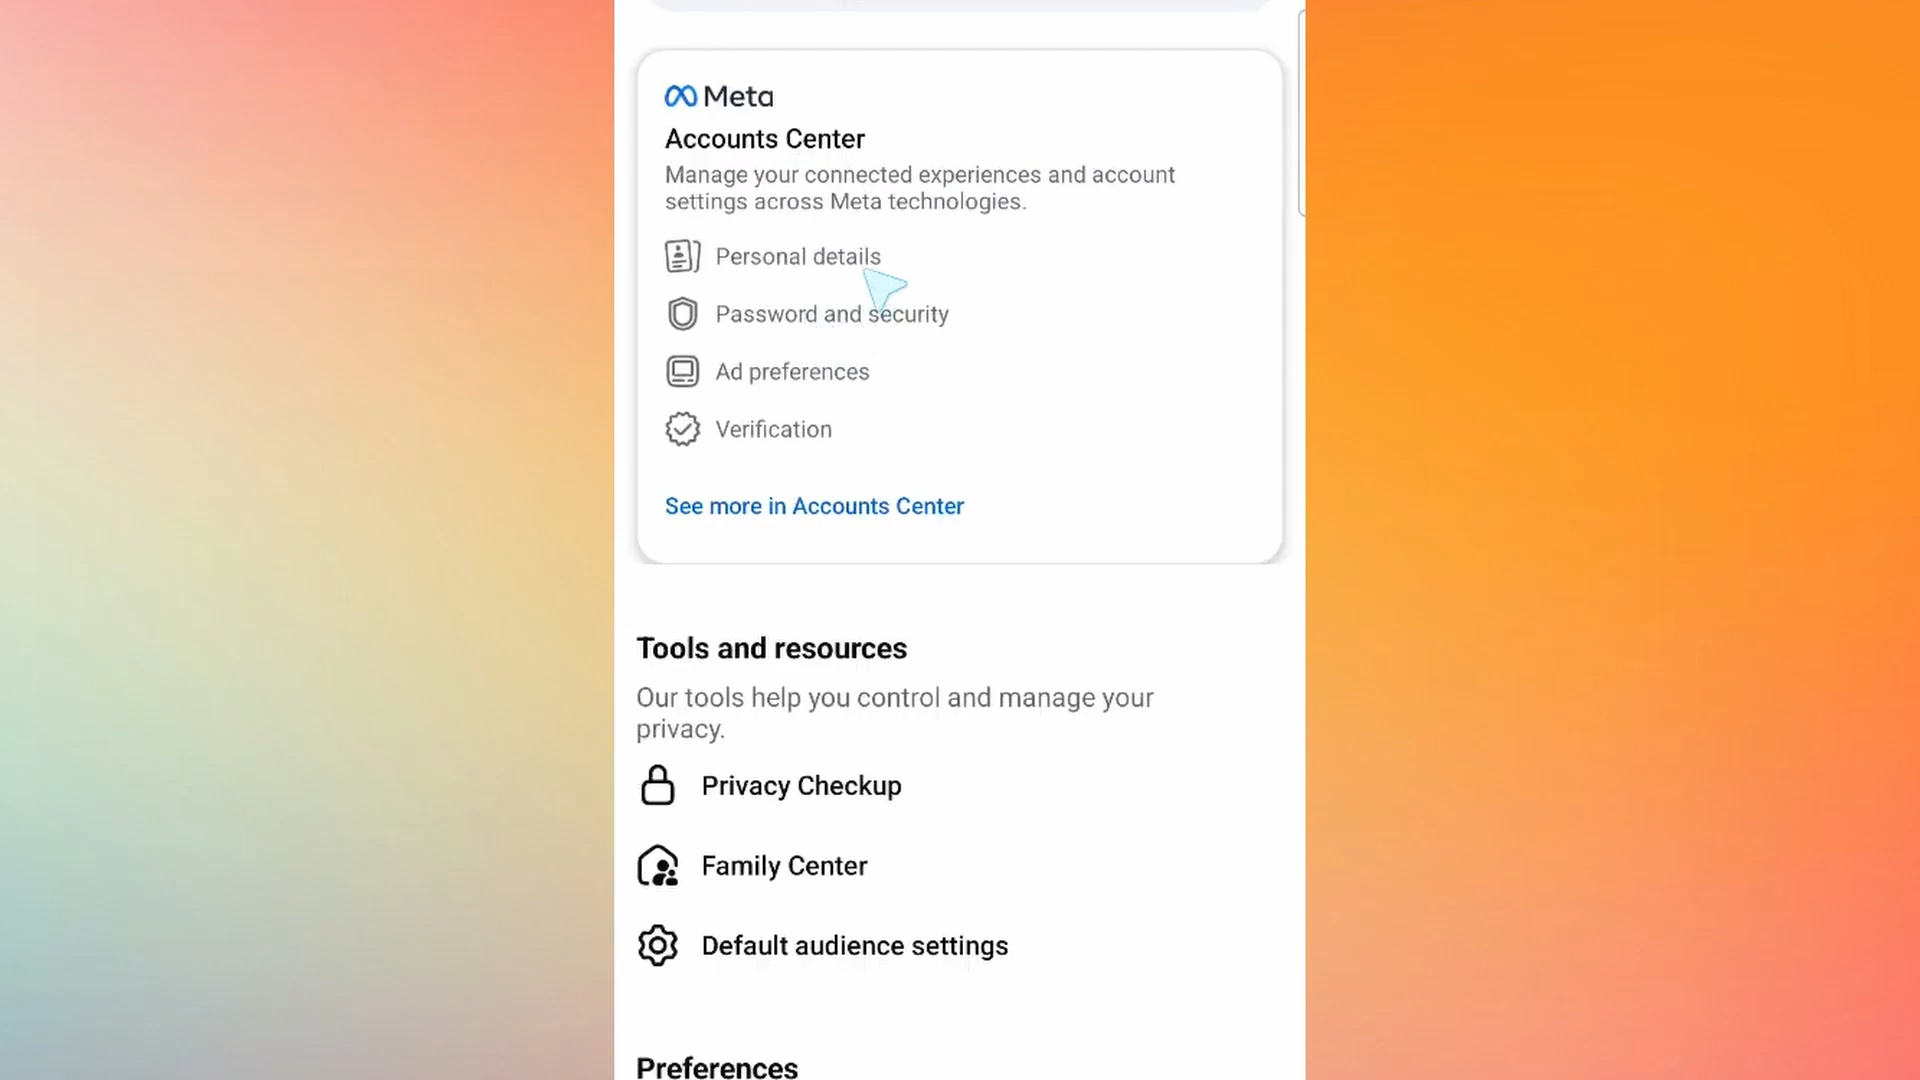 Meta
Accounts Center
Manage your connected experiences and account
settings across Meta technologies.
Personal details
Password and security
Ad preferences
Verification
See more in Accounts Center
Tools and resources
Our tools help you control and manage your
privacy.
Privacy Checkup
Family Center
Default audience settings
Preferences